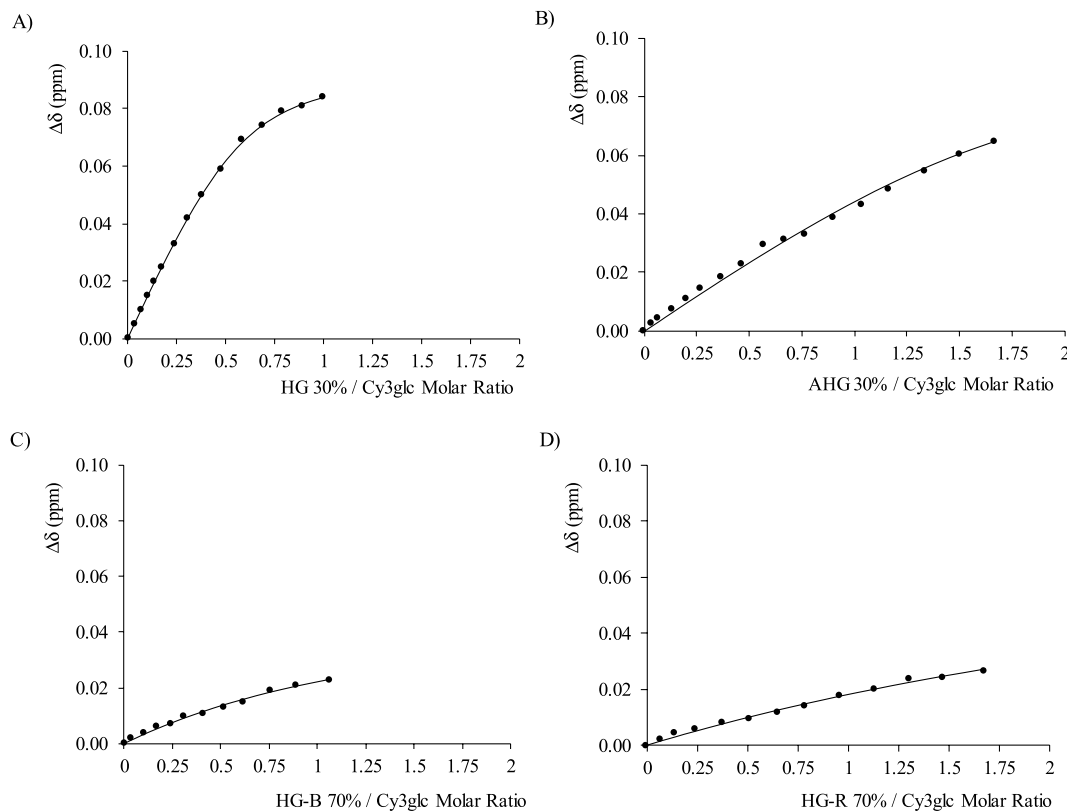 A)
0.10
0.08
0.06
0.04
0.02
0.00
Δδ (ppm)
0 0.25 0.5 0.75 1 1.25 1.5 1.75 2
HG 30% / Cy3glc Molar Ratio
B)
0.10
0.08
0.06
0.04
0.02
0.00
Δδ (ppm)
0 0.25 0.5 0.75 1 1.25 1.5 1.75 2
AHG 30% / Cy3glc Molar Ratio
C)
0.10
0.08
0.06
0.04
0.02
0.00
Δδ (ppm)
0 0.25 0.5 0.75 1 1.25 1.5 1.75 2
HG-B 70% / Cy3glc Molar Ratio
D)
0.10
0.08
0.06
0.04
0.02
0.00
Δδ (ppm)
0 0.25 0.5 0.75 1 1.25 1.5 1.75 2
HG-R 70% / Cy3glc Molar Ratio